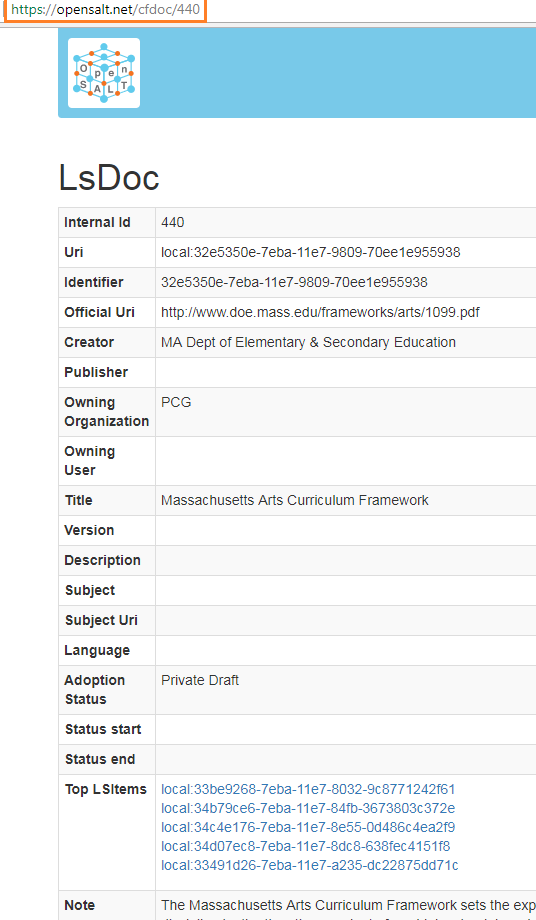 https://opensalt.net/cfdoc/440
Open
SALT
LsDoc
Internal Id 440
Uri local:32e5350e-7eba-11e7-9809-70ee1e955938
Identifier 32e5350e-7eba-11e7-9809-70ee1e955938
Official Uri http://www.doe.mass.edu/frameworks/arts/1099.pdf
Creator MA Dept of Elementary & Secondary Education
Publisher
Owning PCG
Organization
Owning
User
Title Massachusetts Arts Curriculum Framework
Version
Description
Subject
Subject Uri
Language
Adoption Private Draft
Status
Status start
Status end
Top LSItems local:33be9268-7eba-11e7-8032-9c8771242f61
local:34b79ce6-7eba-11e7-84fb-3673803c372e
local:34c4e176-7eba-11e7-8e55-0d486c4ea2f9
local:34d07ec8-7eba-11e7-8dc8-638fec4151f8
local:33491d26-7eba-11e7-a235-dc22875dd71c
Note The Massachusetts Arts Curriculum Framework sets the exp